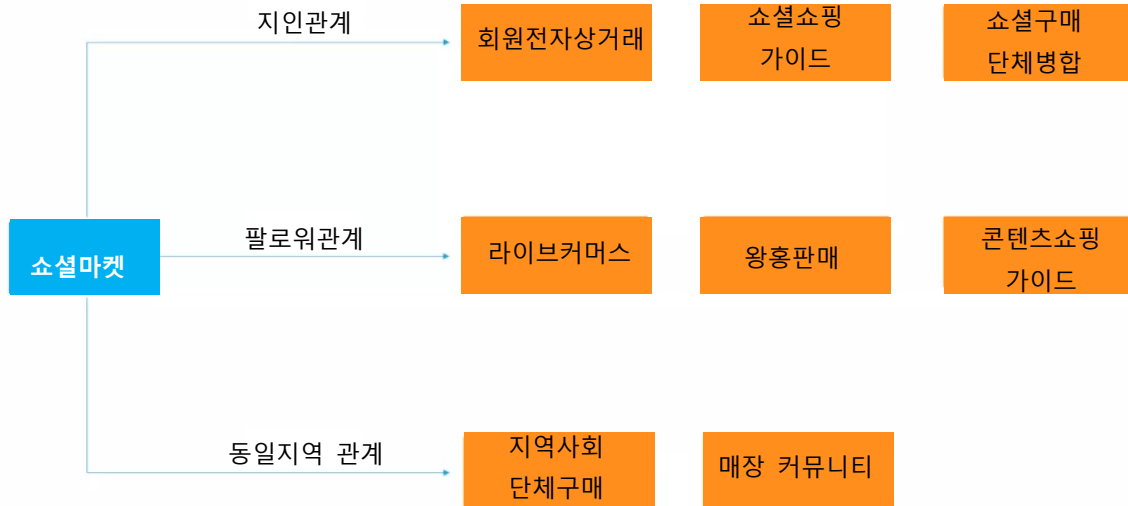 지인관계
회원전자상거래
쇼셜쇼핑
가이드
쇼셜구매
단체병합
쇼셜마켓
팔로워관계
라이브커머스
왕홍판매
콘텐츠쇼핑
가이드
동일지역 관계
지역사회
단체구매
매장 커뮤니티